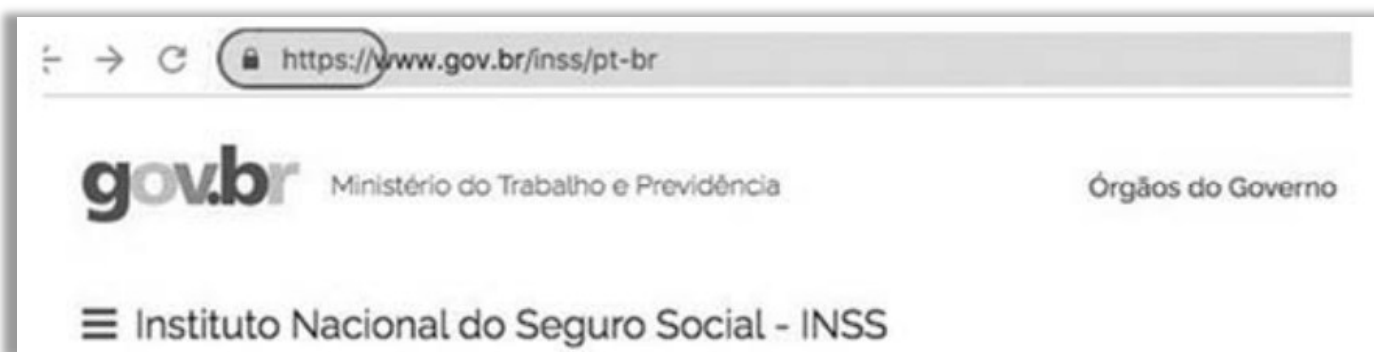 https://www.gov.br/inss/pt-br
gov.br Ministério do Trabalho e Previdência Órgãos do Governo
Instituto Nacional do Seguro Social - INSS